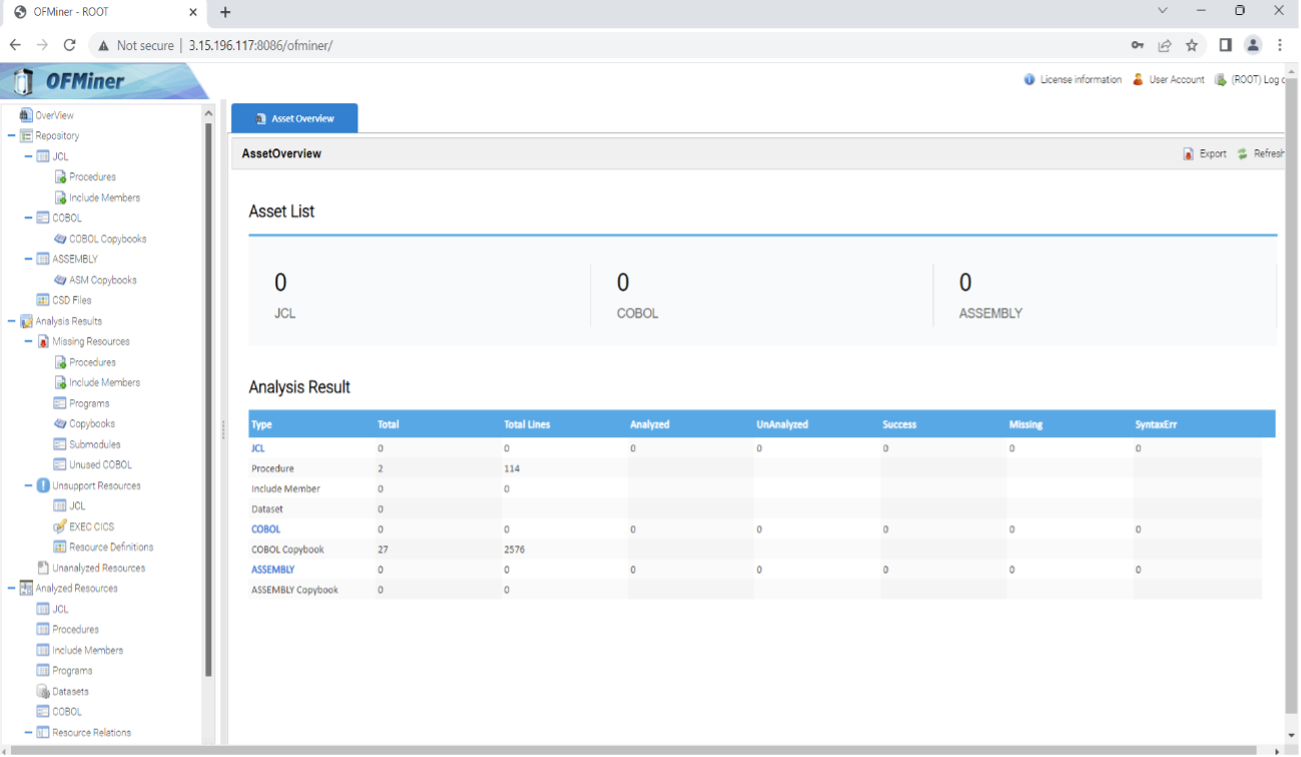 OFMiner - ROOT
Not secure | 3.15.196.117:8086/ofminer/
OFMiner
License information User Account (ROOT) Log
OverView
Repository
JCL
Procedures
Include Members
COBOL
COBOL Copybooks
ASSEMBLY
ASM Copybooks
CSD Files
Analysis Results
Missing Resources
Procedures
Include Members
Programs
Copybooks
Submodules
Unused COBOL
Unsupport Resources
JCL
EXEC CICS
Resource Definitions
Unanalyzed Resources
Analyzed Resources
JCL
Procedures
Include Members
Programs
Datasets
COBOL
Resource Relations
Asset Overview
AssetOverview
Export Refresh
Asset List
0 0 0
JCL COBOL ASSEMBLY
Analysis Result
Type Total Total Lines Analyzed UnAnalyzed Success Missing SyntaxErr
JCL 0 0 0 0 0 0 0
Procedure 2 114
Include Member 0 0
Dataset 0
COBOL 0 0 0 0 0 0 0
COBOL Copybook 27 2576
ASSEMBLY 0 0 0 0 0 0 0
ASSEMBLY Copybook 0 0